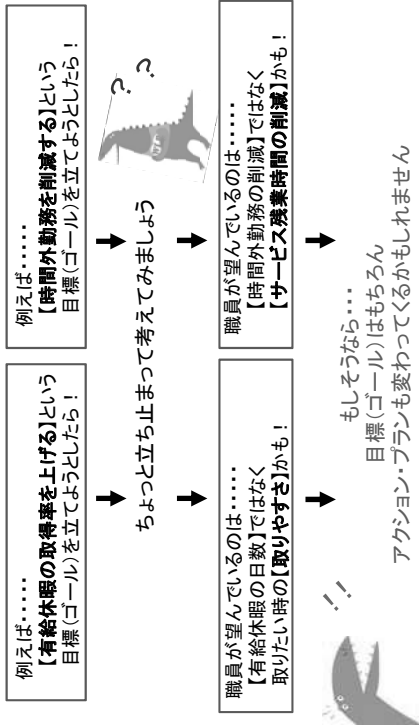 例えば・・・・・
【有給休暇の取得率を上げる】という
目標（ゴール）を立てようとしたら！
例えば・・・・・
【時間外勤務を削減する】という
目標（ゴール）を立てようとしたら！
？？
ちょっと立ち止まって考えてみましょう
職員が望んでいるのは・・・・・
【有給休暇の日数】ではなく
取りたい時の【取りやすさ】かも！
職員が望んでいるのは・・・・・
【時間外勤務の削減】ではなく
【サービス残業時間の削減】かも！
！！
もしそうなら・・・
目標（ゴール）はもちろん
アクション・プランも変わってくるかもしれません